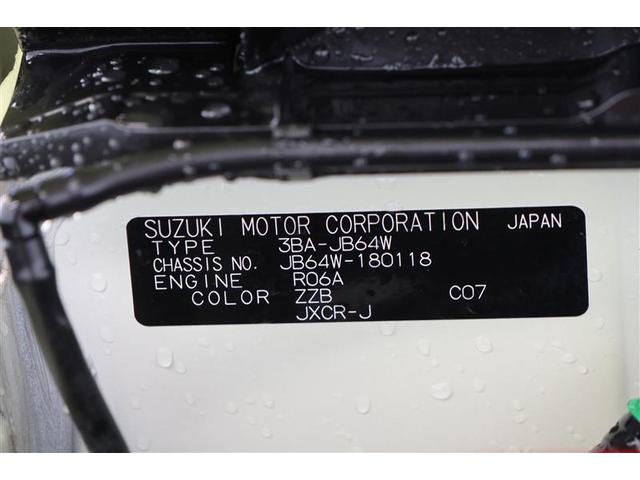 SUZUKI MOTOR CORPORATION JAPAN
TYPE 3BA-JB64W
CHASSIS NO. JB64W-180118
ENGINE R06A
COLOR ZZB C07
JXCR-J